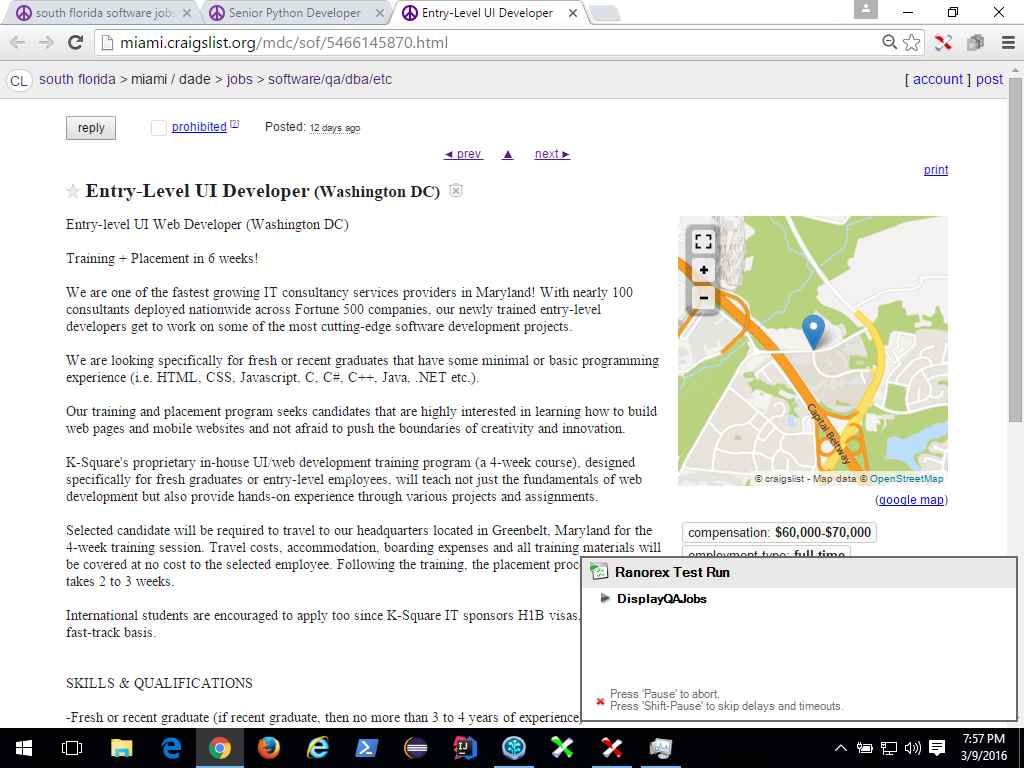 south florida software jobs
Senior Python Developer
Entry-Level UI Developer
miami.craigslist.org/mdc/sof/5466145870.html
CL south florida > miami / dade > jobs > software/qa/dba/etc
[ account ] post
reply
prohibited [?]
Posted: 12 days ago
◄ prev ▲ next ►
print
Entry-Level UI Developer (Washington DC)
Entry-level UI Web Developer (Washington DC)
Training + Placement in 6 weeks!
We are one of the fastest growing IT consultancy services providers in Maryland! With nearly 100
consultants deployed nationwide across Fortune 500 companies, our newly trained entry-level
developers get to work on some of the most cutting-edge software development projects.
We are looking specifically for fresh or recent graduates that have some minimal or basic programming
experience (i.e. HTML, CSS, Javascript, C, C#, C++, Java, .NET etc.).
Our training and placement program seeks candidates that are highly interested in learning how to build
web pages and mobile websites and not afraid to push the boundaries of creativity and innovation.
K-Square's proprietary in-house UI/web development training program (a 4-week course), designed
specifically for fresh graduates or entry-level employees, will teach not just the fundamentals of web
development but also provide hands-on experience through various projects and assignments.
Selected candidate will be required to travel to our headquarters located in Greenbelt, Maryland for the
4-week training session. Travel costs, accommodation, boarding expenses and all training materials will
be covered at no cost to the selected employee. Following the training, the placement
takes 2 to 3 weeks.
International students are encouraged to apply too since K-Square IT sponsors H1B visas,
fast-track basis.
SKILLS & QUALIFICATIONS
-Fresh or recent graduate (if recent graduate, then no more than 3 to 4 years of experience
+
−
Capital Beltway
© craigslist - Map data © OpenStreetMap
(google map)
compensation: $60,000-$70,000
employment type: full-time
Ranorex Test Run
DisplayQAJobs
Press 'Pause' to abort.
Press 'Shift-Pause' to skip delays and timeouts.
7:57 PM
3/9/2016